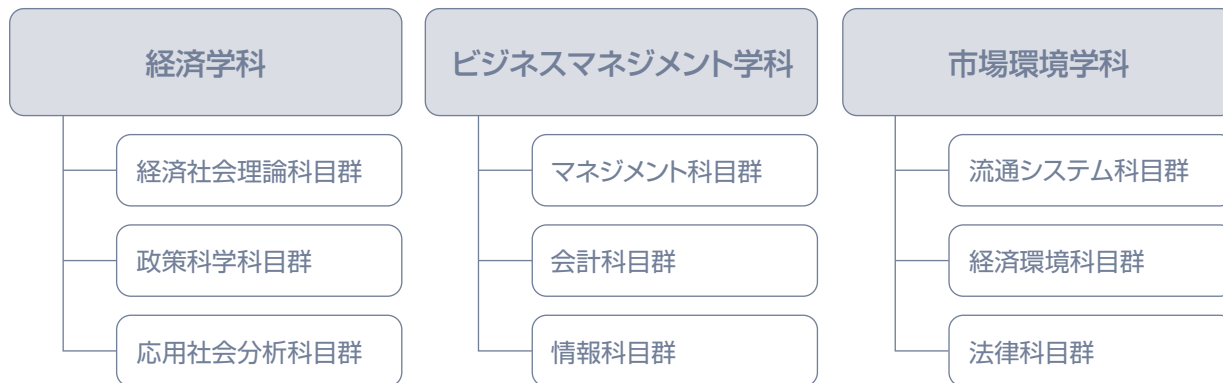 経済学科
経済社会理論科目群
政策科学科目群
応用社会分析科目群
ビジネスマネジメント学科
マネジメント科目群
会計科目群
情報科目群
市場環境学科
流通システム科目群
経済環境科目群
法律科目群